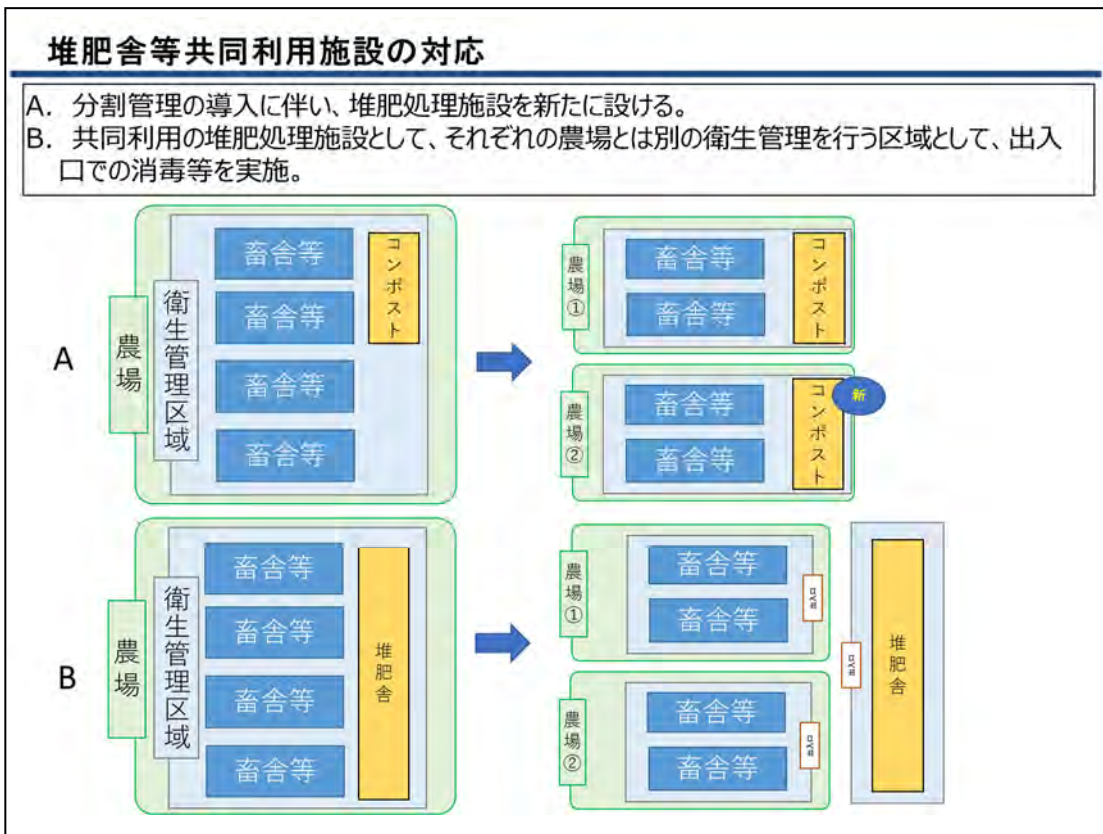 堆肥舎等共同利用施設の対応
A. 分割管理の導入に伴い、堆肥処理施設を新たに設ける。
B. 共同利用の堆肥処理施設として、それぞれの農場とは別の衛生管理を行う区域として、出入
口での消毒等を実施。
A
農場
衛生管理区域
畜舎等
畜舎等
畜舎等
畜舎等
コンポスト
農場①
畜舎等
畜舎等
コンポスト
農場②
畜舎等
畜舎等
コンポスト
新
B
農場
衛生管理区域
畜舎等
畜舎等
畜舎等
畜舎等
堆肥舎
農場①
畜舎等
畜舎等
出入口
農場②
畜舎等
畜舎等
出入口
出入口
堆肥舎